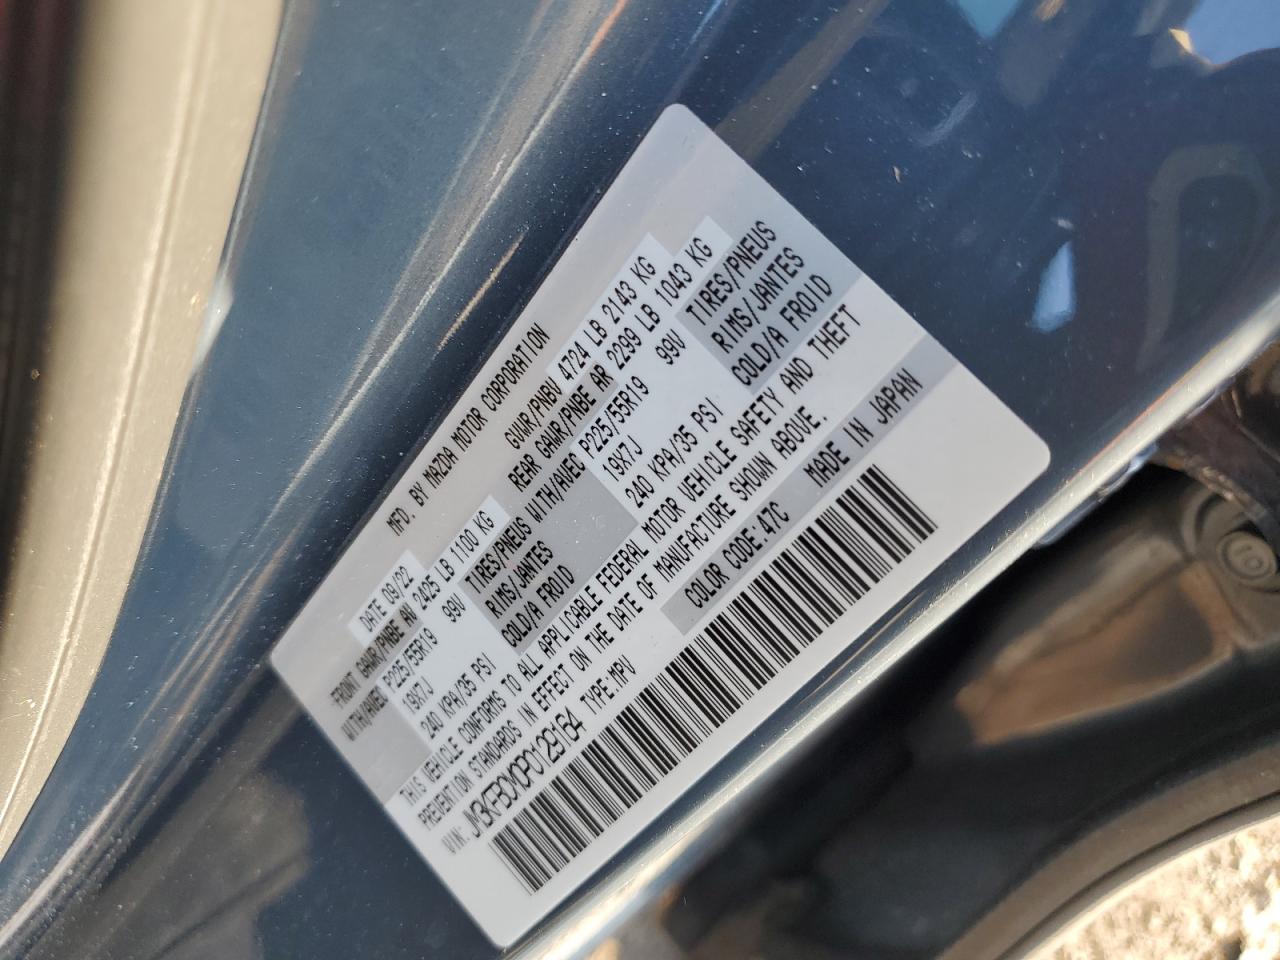 MFD. BY MAZDA MOTOR CORPORATION
DATE 09/22 GVWR/PNBV 4724 LB 2143 KG
FRONT GAWR/PNBE AV 2425 LB 1100 KG REAR GAWR/PNBE AR 2299 LB 1043 KG
WITH/AVEC P225/55R19 99V TIRES/PNEUS WITH/AVEC P225/55R19 99V TIRES/PNEUS
19X7J RIMS/JANTES 19X7J RIMS/JANTES
240 KPA/35 PSI COLD/A FROID 240 KPA/35 PSI COLD/A FROID
THIS VEHICLE CONFORMS TO ALL APPLICABLE FEDERAL MOTOR VEHICLE SAFETY AND THEFT
PREVENTION STANDARDS IN EFFECT ON THE DATE OF MANUFACTURE SHOWN ABOVE.
VIN: JM3KFBDM0P0129164 TYPE:MPV COLOR CODE:47C MADE IN JAPAN